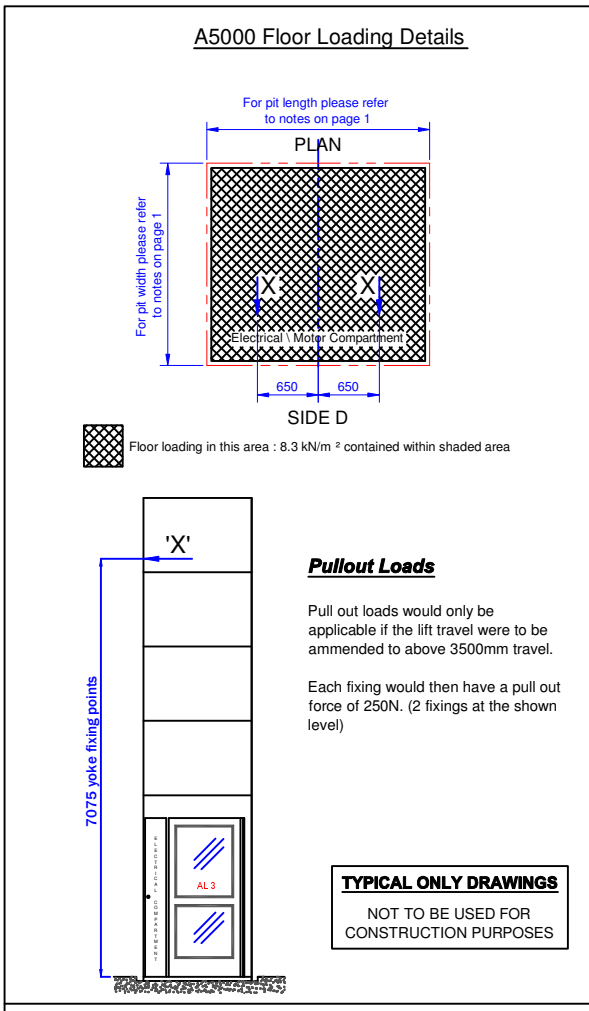 A5000 Floor Loading Details
For pit length please refer
to notes on page 1
PLAN
For pit width please refer
to notes on page 1
X
X
Electrical \ Motor Compartment
650
650
SIDE D
Floor loading in this area : 8.3 kN/m ² contained within shaded area
'X'
7075 yoke fixing points
Pullout Loads
Pull out loads would only be
applicable if the lift travel were to be
ammended to above 3500mm travel.
Each fixing would then have a pull out
force of 250N. (2 fixings at the shown
level)
ELECTRICAL COMPARTMENT
AL 3
TYPICAL ONLY DRAWINGS
NOT TO BE USED FOR
CONSTRUCTION PURPOSES